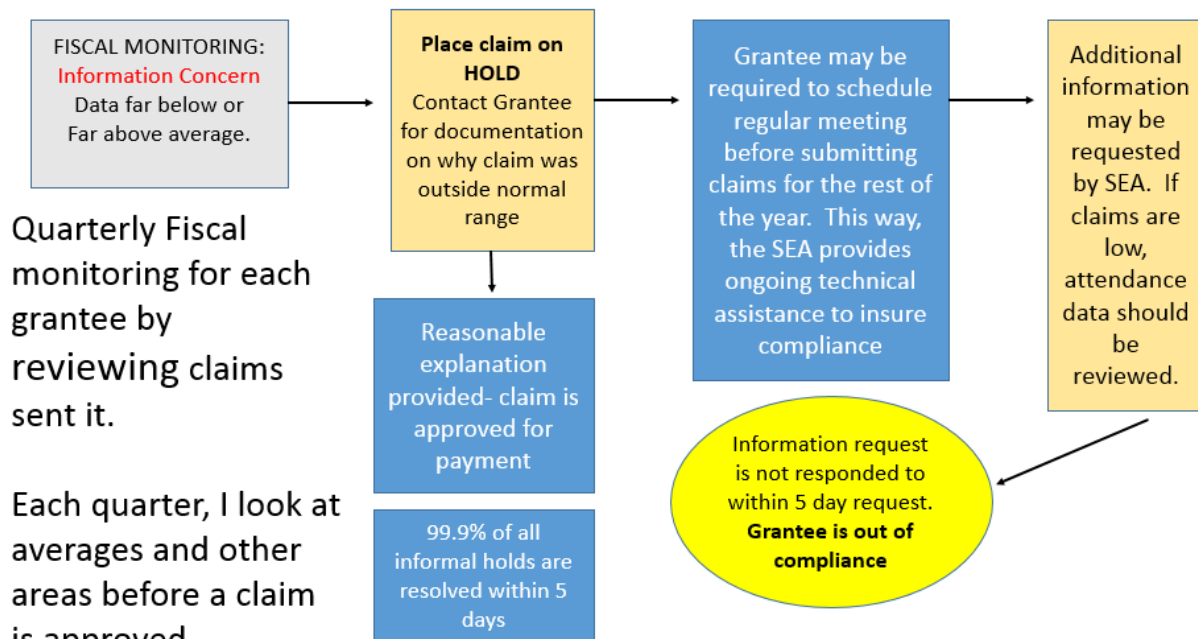 FISCAL MONITORING:
Information Concern
Data far below or
Far above average.
Place claim on
HOLD
Contact Grantee
for documentation
on why claim was
outside normal
range
Grantee may be
required to schedule
regular meeting
before submitting
claims for the rest of
the year. This way,
the SEA provides
ongoing technical
assistance to insure
compliance
Additional
information
may be
requested
by SEA. If
claims are
low,
attendance
data should
be
reviewed.
Quarterly Fiscal
monitoring for each
grantee by
reviewing claims
sent it.
Reasonable
explanation
provided- claim is
approved for
payment
Information request
is not responded to
within 5 day request.
Grantee is out of
compliance
Each quarter, I look at
averages and other
areas before a claim
is approved
99.9% of all
informal holds are
resolved within 5
days